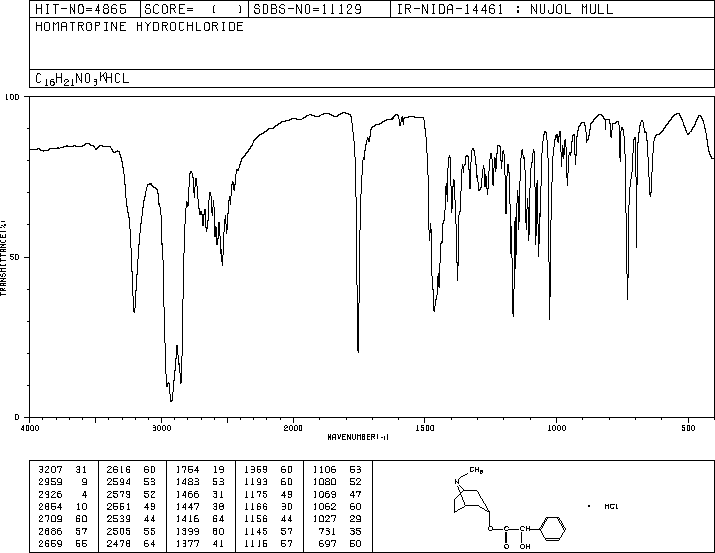 HIT-NO=4865 SCORE= ( ) SDBS-NO=11129 IR-NIDA-14461 : NUJOL MULL
HOMATROPINE HYDROCHLORIDE
C16H21NO3*HCL
100
50
0
TRANSMITTANCE(%)
4000 3000 2000 1500 1000 500
WAVENUMBER(-1)
3207 31 2616 60 1754 19 1369 60 1106 53
2959 9 2594 53 1483 53 1193 60 1080 52
2926 4 2579 52 1466 31 1175 49 1069 47
2854 10 2551 49 1447 38 1166 30 1062 60
2709 60 2539 44 1416 64 1156 44 1027 29
2686 57 2505 55 1399 60 1145 57 731 35
2659 55 2478 64 1377 41 1116 57 697 50
CH3
N
O
O
OH
• HCl